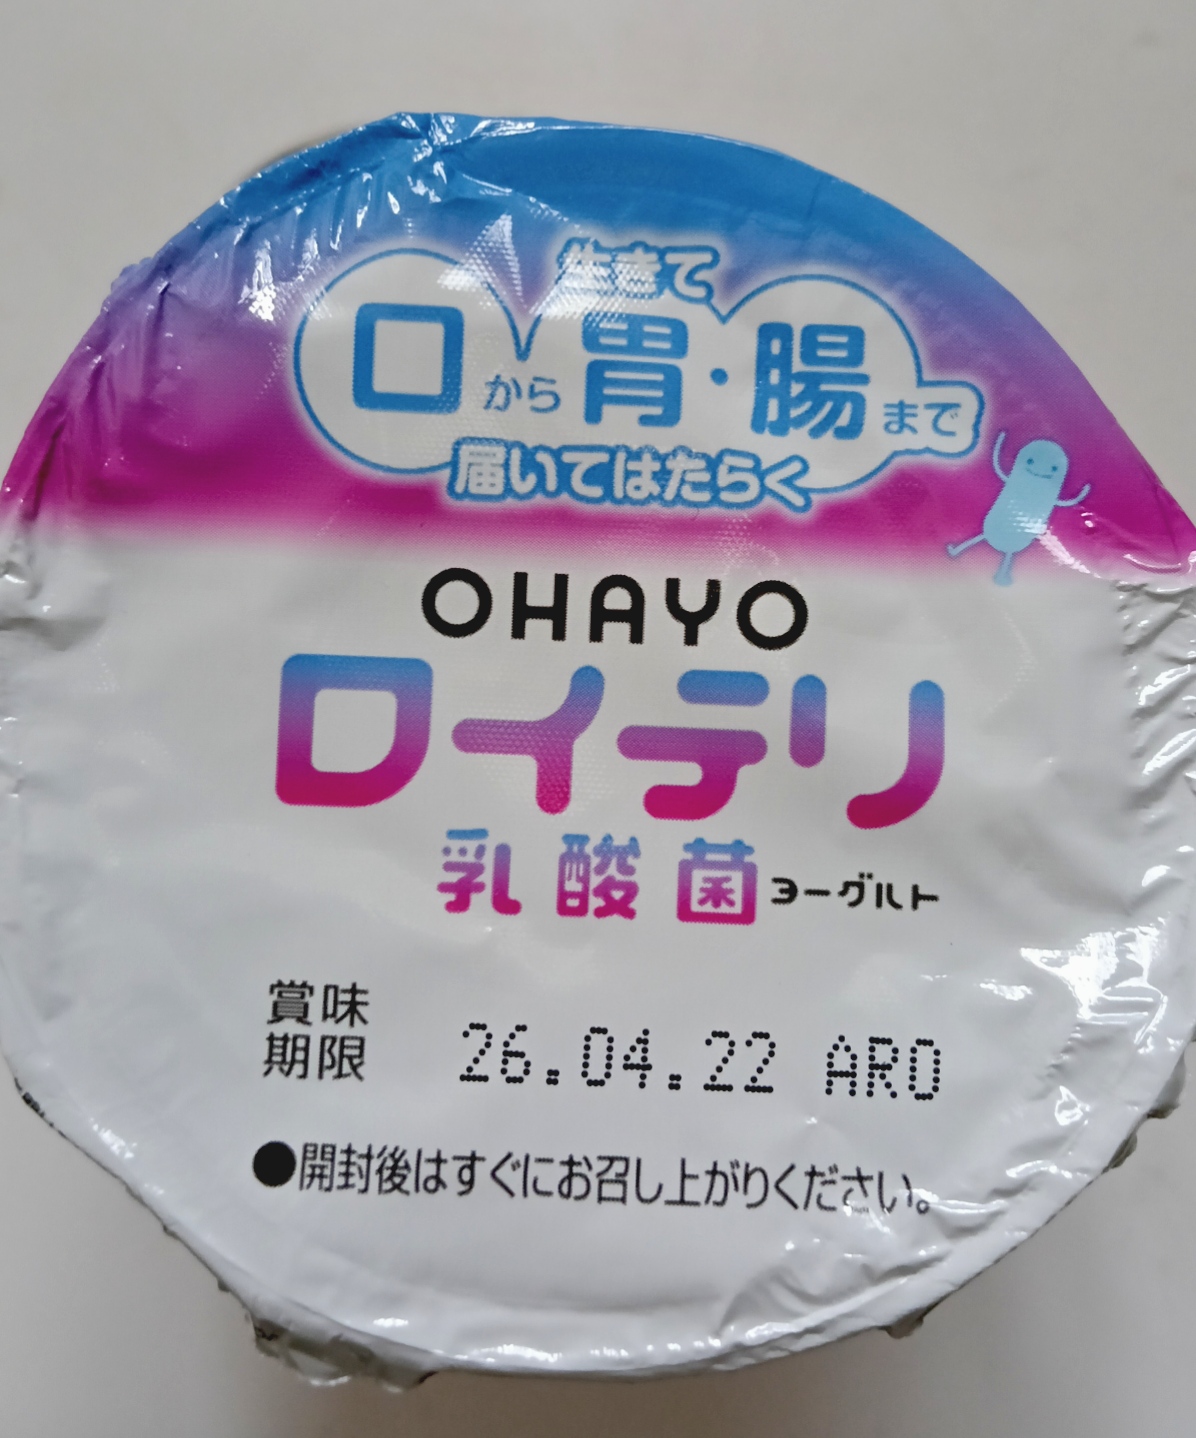 生きて
口から胃・腸まで
届いてはたらく
OHAYO
ロイテリ
乳酸菌ヨーグルト
賞味
期限 26.04.22 ARO
●開封後はすぐにお召し上がりください。